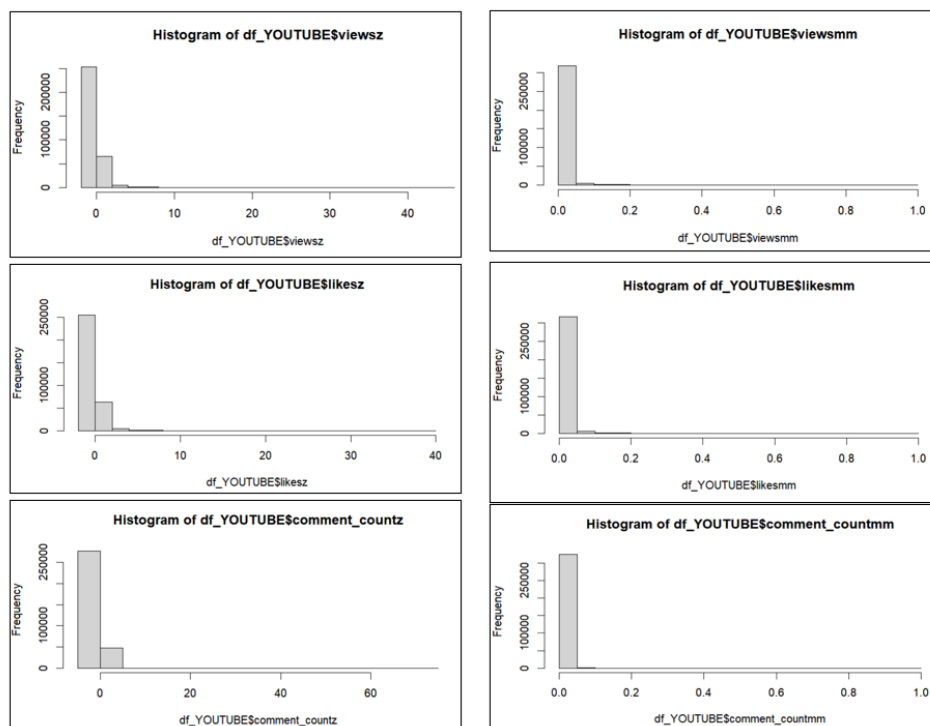 Histogram of df_YOUTUBE$viewsz
Frequency
0 100000 200000
0 10 20 30 40
df_YOUTUBE$viewsz
Histogram of df_YOUTUBE$viewsmm
Frequency
0 100000 250000
0.0 0.2 0.4 0.6 0.8 1.0
df_YOUTUBE$viewsmm
Histogram of df_YOUTUBE$likesz
Frequency
0 100000 250000
0 10 20 30 40
df_YOUTUBE$likesz
Histogram of df_YOUTUBE$likesmm
Frequency
0 100000 250000
0.0 0.2 0.4 0.6 0.8 1.0
df_YOUTUBE$likesmm
Histogram of df_YOUTUBE$comment_countz
Frequency
0 100000 250000
0 20 40 60
df_YOUTUBE$comment_countz
Histogram of df_YOUTUBE$comment_countmm
Frequency
0 100000 250000
0.0 0.2 0.4 0.6 0.8 1.0
df_YOUTUBE$comment_countmm